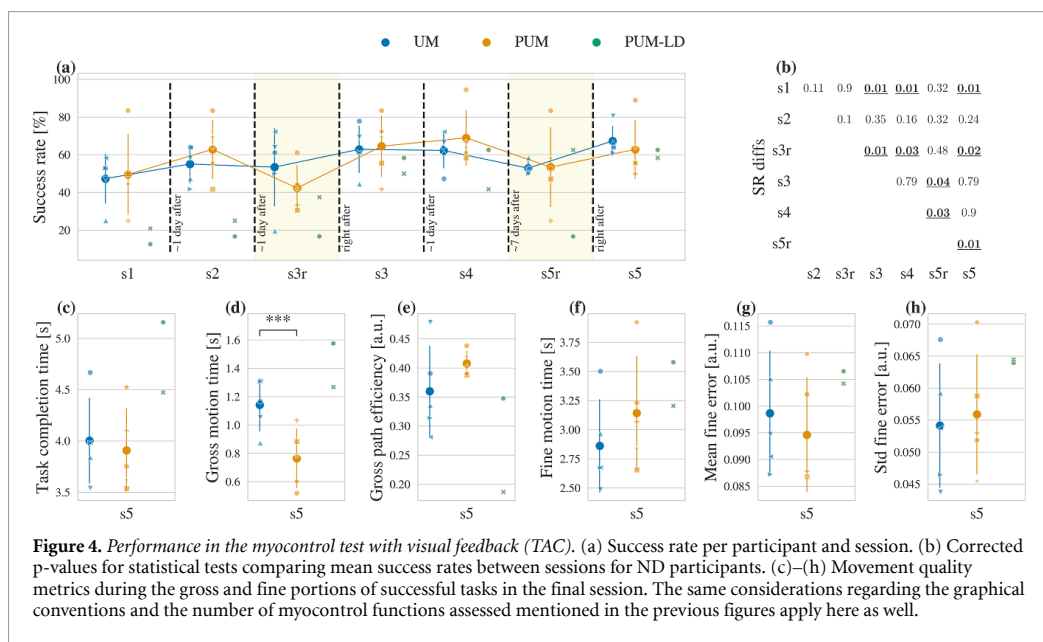 UM PUM PUM-LD
(a)
Success rate [%]
100
80
60
40
20
~1 day after
~1 day after
right after
~1 day after
~7 days after
right after
s1 s2 s3r s3 s4 s5r s5
(b)
SR diffs
s1 0.11 0.9 0.01 0.01 0.32 0.01
s2 0.1 0.35 0.16 0.32 0.24
s3r 0.01 0.03 0.48 0.02
s3 0.79 0.04 0.79
s4 0.03 0.9
s5r 0.01
s2 s3r s3 s4 s5r s5
(c)
Task completion time [s]
5.0
4.5
4.0
3.5
s5
(d)
Gross motion time [s]
***
1.6
1.4
1.2
1.0
0.8
0.6
s5
(e)
Gross path efficiency [a.u.]
0.45
0.40
0.35
0.30
0.25
0.20
s5
(f)
Fine motion time [s]
3.75
3.50
3.25
3.00
2.75
2.50
s5
(g)
Mean fine error [a.u.]
0.115
0.110
0.105
0.100
0.095
0.090
0.085
s5
(h)
Std fine error [a.u.]
0.070
0.065
0.060
0.055
0.050
0.045
s5
Figure 4. Performance in the myocontrol test with visual feedback (TAC). (a) Success rate per participant and session. (b) Corrected
p-values for statistical tests comparing mean success rates between sessions for ND participants. (c)–(h) Movement quality
metrics during the gross and fine portions of successful tasks in the final session. The same considerations regarding the graphical
conventions and the number of myocontrol functions assessed mentioned in the previous figures apply here as well.